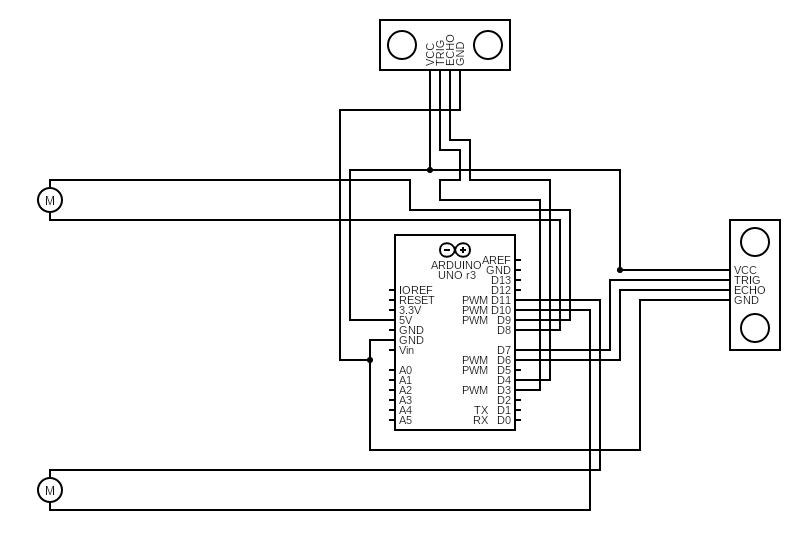 VCC
TRIG
ECHO
GND
M
ARDUINO
UNO r3
AREF
GND
D13
D12
IOREF
RESET
3.3V
5V
GND
GND
Vin
A0
A1
A2
A3
A4
A5
PWM D11
PWM D10
PWM D9
D8
D7
PWM D6
PWM D5
D4
PWM D3
D2
TX D1
RX D0
VCC
TRIG
ECHO
GND
M